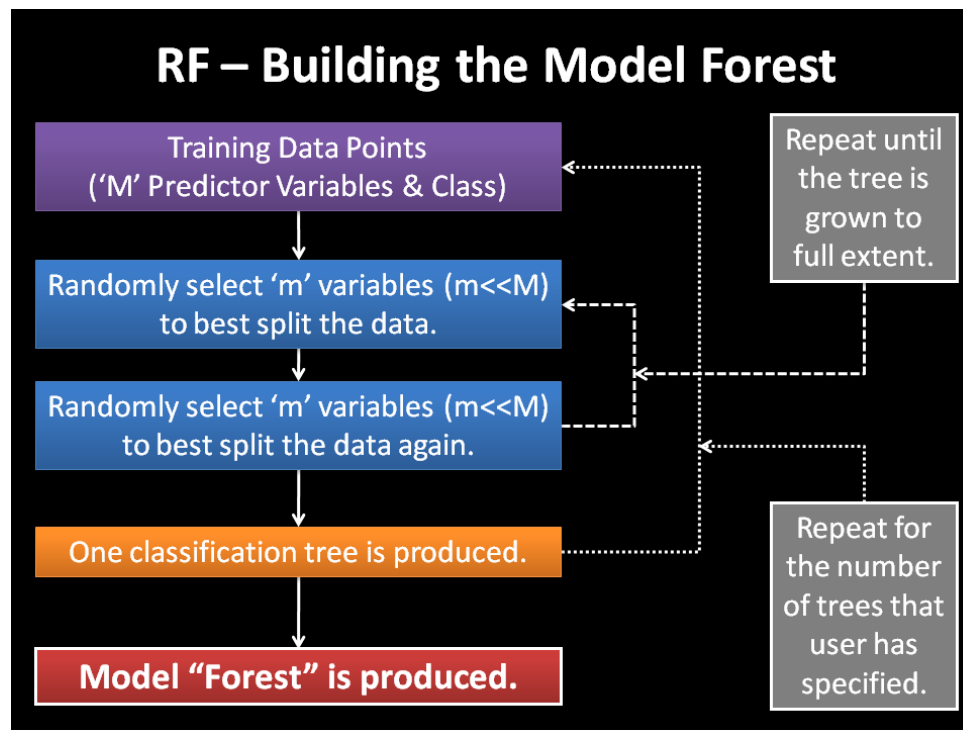 RF – Building the Model Forest
Training Data Points
(‘M’ Predictor Variables & Class)
Randomly select ‘m’ variables (m<<M)
to best split the data.
Randomly select ‘m’ variables (m<<M)
to best split the data again.
One classification tree is produced.
Model “Forest” is produced.
Repeat until
the tree is
grown to
full extent.
Repeat for
the number
of trees that
user has
specified.